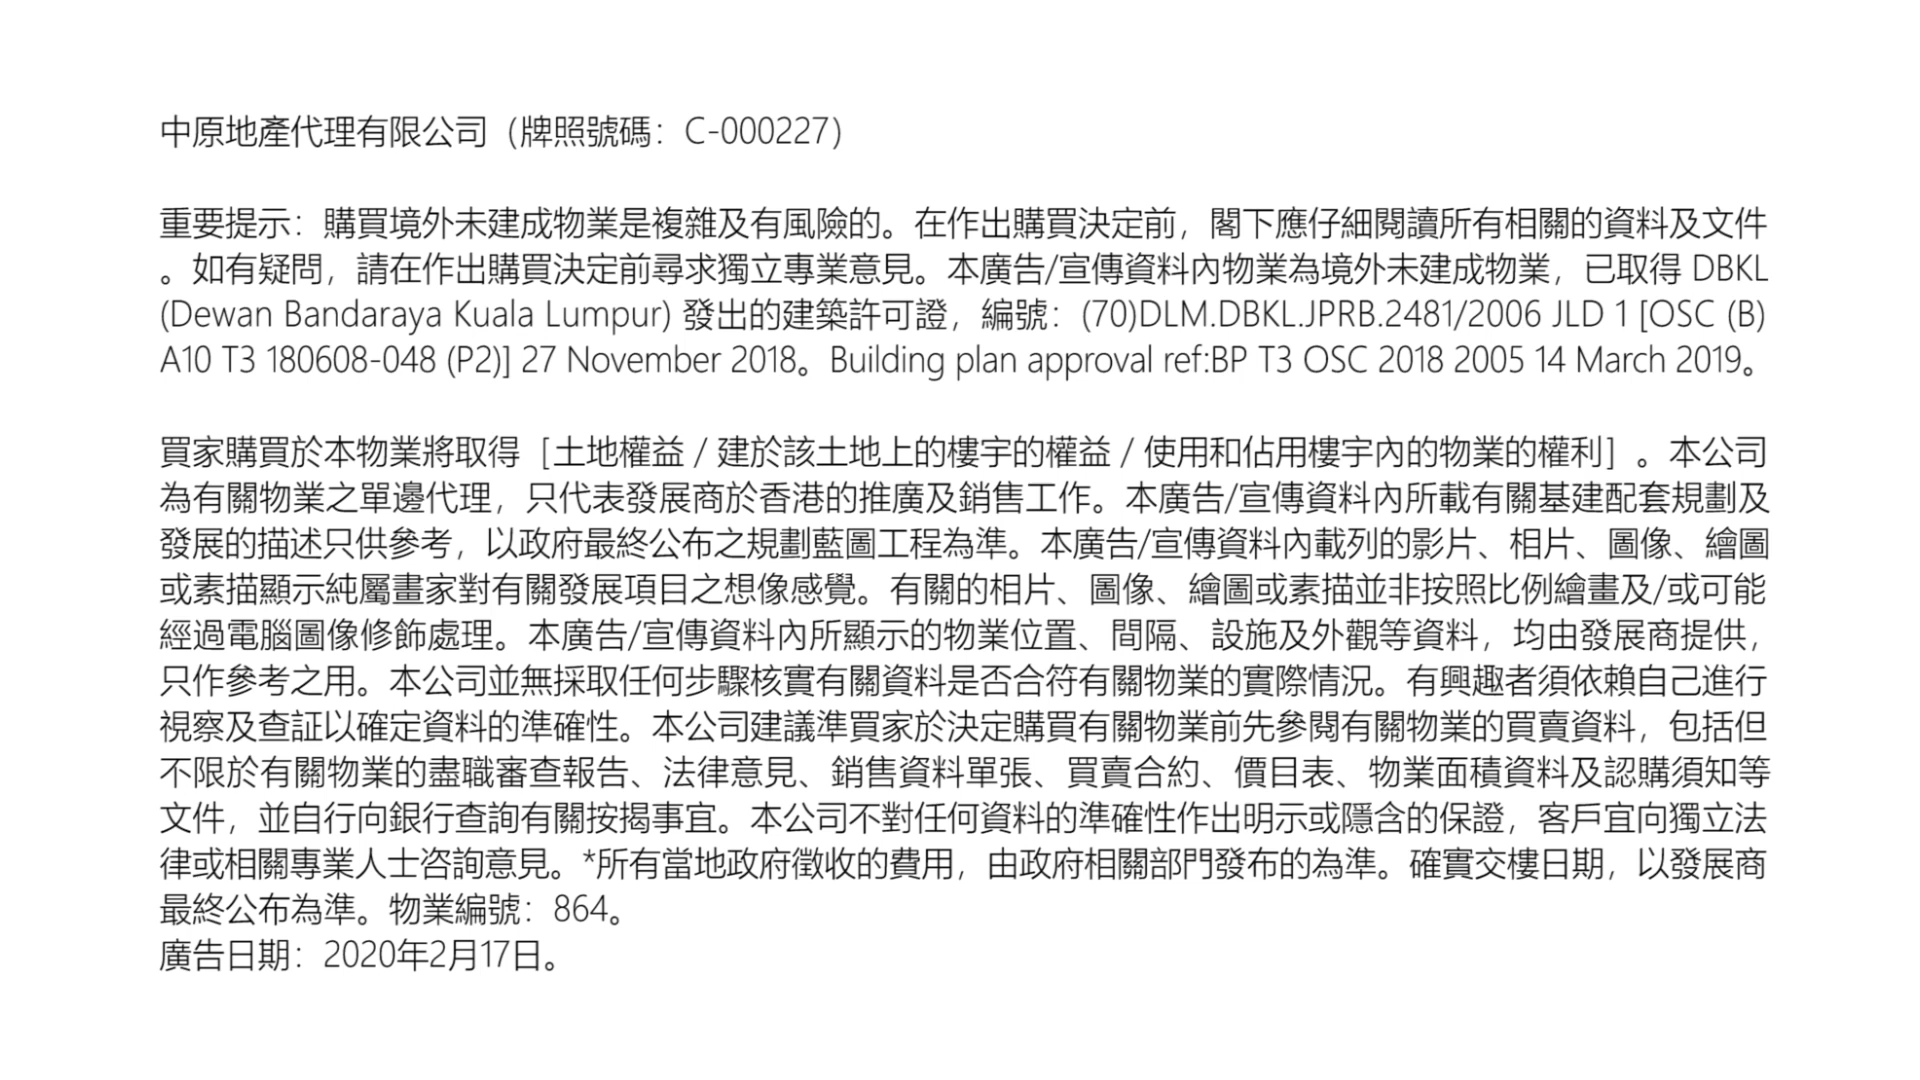 中原地產代理有限公司（牌照號碼：C-000227）
重要提示：購買境外未建成物業是複雜及有風險的。在作出購買決定前，閣下應仔細閱讀所有相關的資料及文件
。如有疑問，請在作出購買決定前尋求獨立專業意見。本廣告/宣傳資料內物業為境外未建成物業，已取得 DBKL
(Dewan Bandaraya Kuala Lumpur) 發出的建築許可證，編號：(70)DLM.DBKL.JPRB.2481/2006 JLD 1 [OSC (B)
A10 T3 180608-048 (P2)] 27 November 2018。Building plan approval ref:BP T3 OSC 2018 2005 14 March 2019。
買家購買於本物業將取得［土地權益 / 建於該土地上的樓宇的權益 / 使用和佔用樓宇內的物業的權利］。本公司
為有關物業之單邊代理，只代表發展商於香港的推廣及銷售工作。本廣告/宣傳資料內所載有關基建配套規劃及
發展的描述只供參考，以政府最終公布之規劃藍圖工程為準。本廣告/宣傳資料內載列的影片、相片、圖像、繪圖
或素描顯示純屬畫家對有關發展項目之想像感覺。有關的相片、圖像、繪圖或素描並非按照比例繪畫及/或可能
經過電腦圖像修飾處理。本廣告/宣傳資料內所顯示的物業位置、間隔、設施及外觀等資料，均由發展商提供，
只作參考之用。本公司並無採取任何步驟核實有關資料是否合符有關物業的實際情況。有興趣者須依賴自己進行
視察及查証以確定資料的準確性。本公司建議準買家於決定購買有關物業前先參閱有關物業的買賣資料，包括但
不限於有關物業的盡職審查報告、法律意見、銷售資料單張、買賣合約、價目表、物業面積資料及認購須知等
文件，並自行向銀行查詢有關按揭事宜。本公司不對任何資料的準確性作出明示或隱含的保證，客戶宜向獨立法
律或相關專業人士咨詢意見。*所有當地政府徵收的費用，由政府相關部門發布的為準。確實交樓日期，以發展商
最終公布為準。物業編號：864。
廣告日期：2020年2月17日。